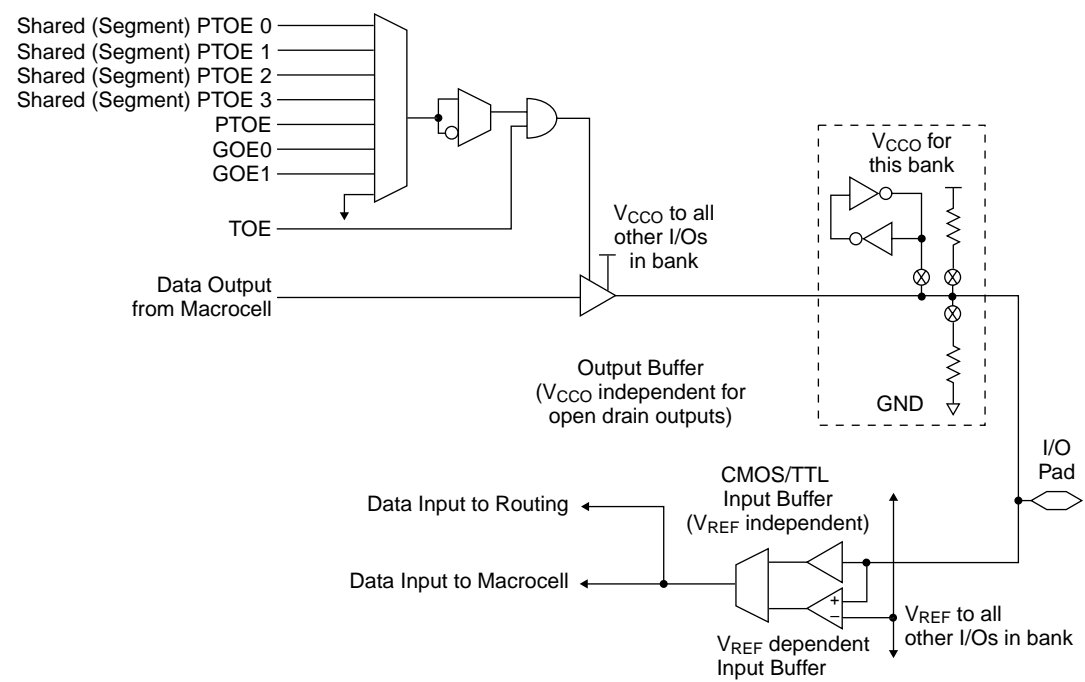 Shared (Segment) PTOE 0
Shared (Segment) PTOE 1
Shared (Segment) PTOE 2
Shared (Segment) PTOE 3
PTOE
GOE0
GOE1
TOE
Data Output
from Macrocell
VCCO to all
other I/Os
in bank
VCCO for
this bank
Output Buffer
(VCCO independent for
open drain outputs)
GND
I/O
Pad
CMOS/TTL
Input Buffer
(VREF independent)
Data Input to Routing
Data Input to Macrocell
+
–
VREF to all
other I/Os in bank
VREF dependent
Input Buffer